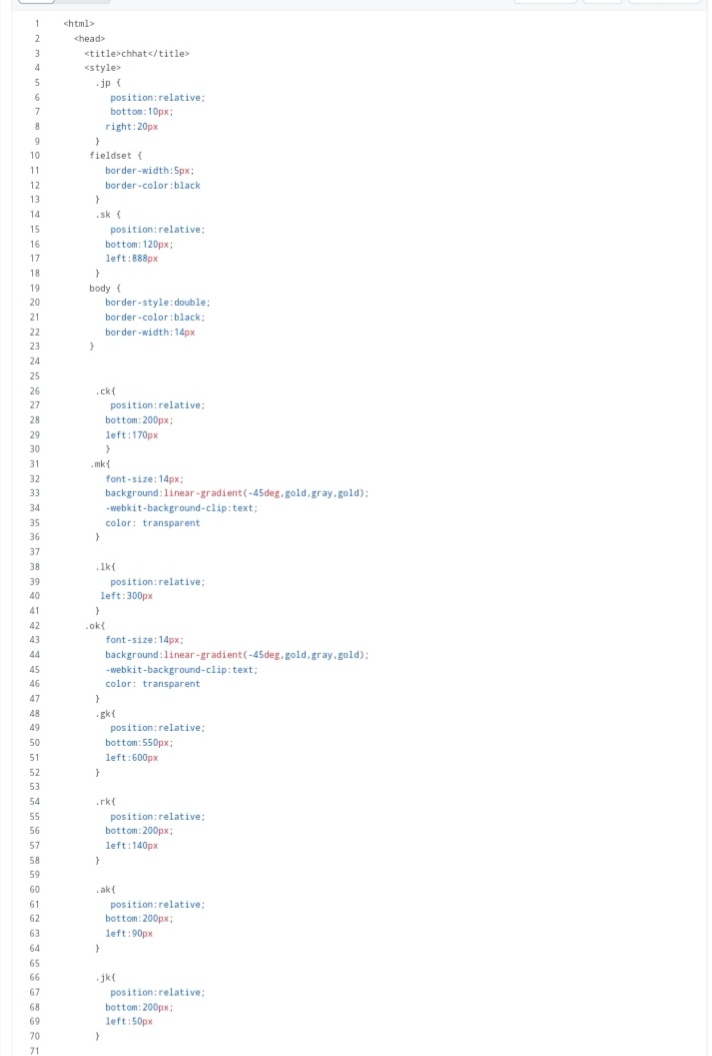 1 <html>
2 <head>
3 <title>chhat</title>
4 <style>
5 .jp {
6 position:relative;
7 bottom:10px;
8 right:20px
9 }
10 fieldset {
11 border-width:5px;
12 border-color:black
13 }
14 .sk {
15 position:relative;
16 bottom:120px;
17 left:888px
18 }
19 body {
20 border-style:double;
21 border-color:black;
22 border-width:14px
23 }
24
25
26 .ck{
27 position:relative;
28 bottom:200px;
29 left:170px
30 }
31 .mk{
32 font-size:14px;
33 background:linear-gradient(-45deg,gold,gray,gold);
34 -webkit-background-clip:text;
35 color: transparent
36 }
37
38 .lk{
39 position:relative;
40 left:300px
41 }
42 .ok{
43 font-size:14px;
44 background:linear-gradient(-45deg,gold,gray,gold);
45 -webkit-background-clip:text;
46 color: transparent
47 }
48 .gk{
49 position:relative;
50 bottom:550px;
51 left:600px
52 }
53
54 .rk{
55 position:relative;
56 bottom:200px;
57 left:140px
58 }
59
60 .ak{
61 position:relative;
62 bottom:200px;
63 left:90px
64 }
65
66 .jk{
67 position:relative;
68 bottom:200px;
69 left:50px
70 }
71